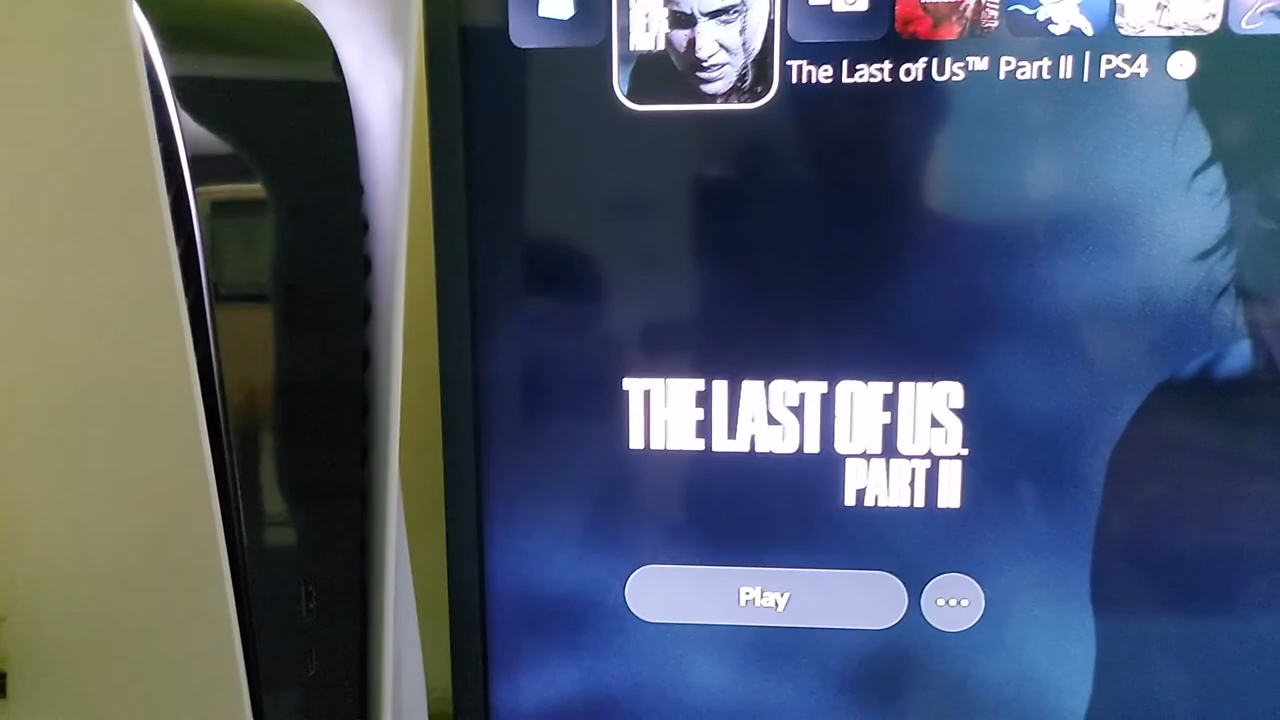 The Last of Us™ Part II | PS4
THE LAST OF US
PART II
Play